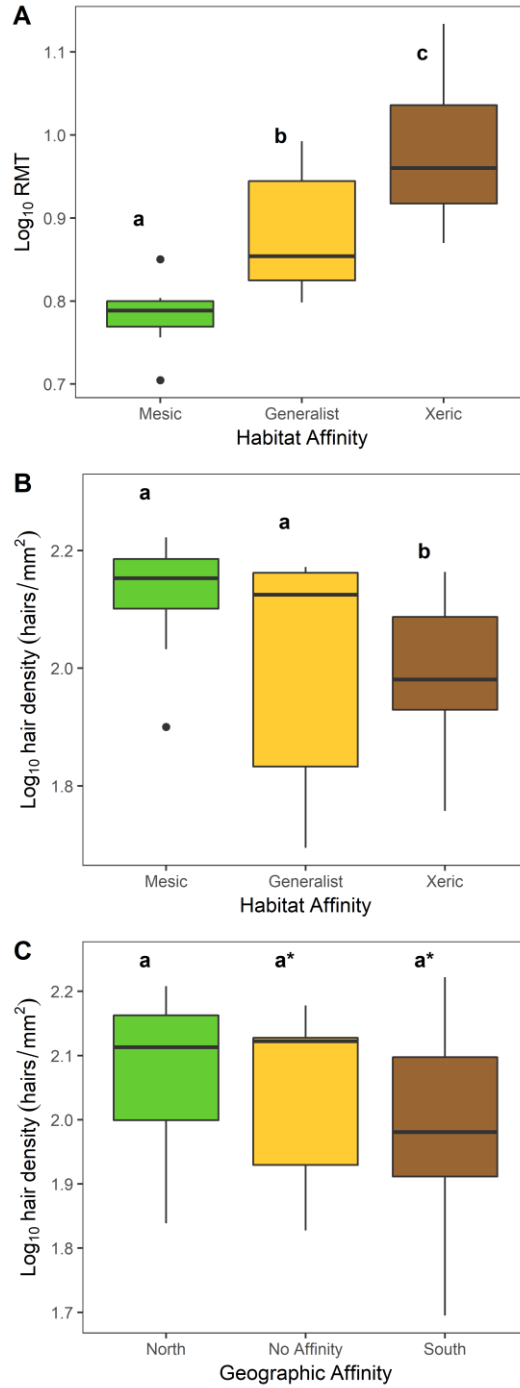 A
Log₁₀ RMT
1.1
1.0
0.9
0.8
0.7
a
b
c
Mesic Generalist Xeric
Habitat Affinity
B
Log₁₀ hair density (hairs/mm²)
2.2
2.0
1.8
a
a
b
Mesic Generalist Xeric
Habitat Affinity
C
Log₁₀ hair density (hairs/mm²)
2.2
2.1
2.0
1.9
1.8
1.7
a
a*
a*
North No Affinity South
Geographic Affinity